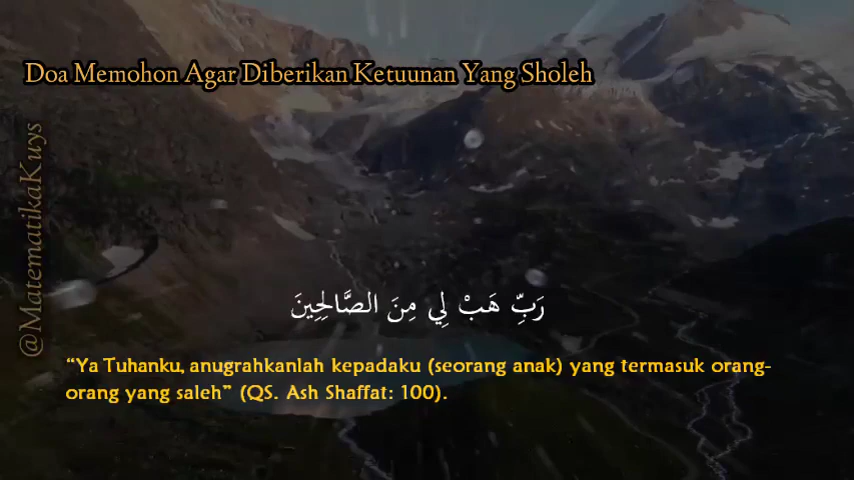 Doa Memohon Agar Diberikan Ketuunan Yang Sholeh
@MatematikaKuys
رَبِّ هَبْ لِي مِنَ الصَّالِحِينَ
“Ya Tuhanku, anugrahkanlah kepadaku (seorang anak) yang termasuk orang-
orang yang saleh” (QS. Ash Shaffat: 100).